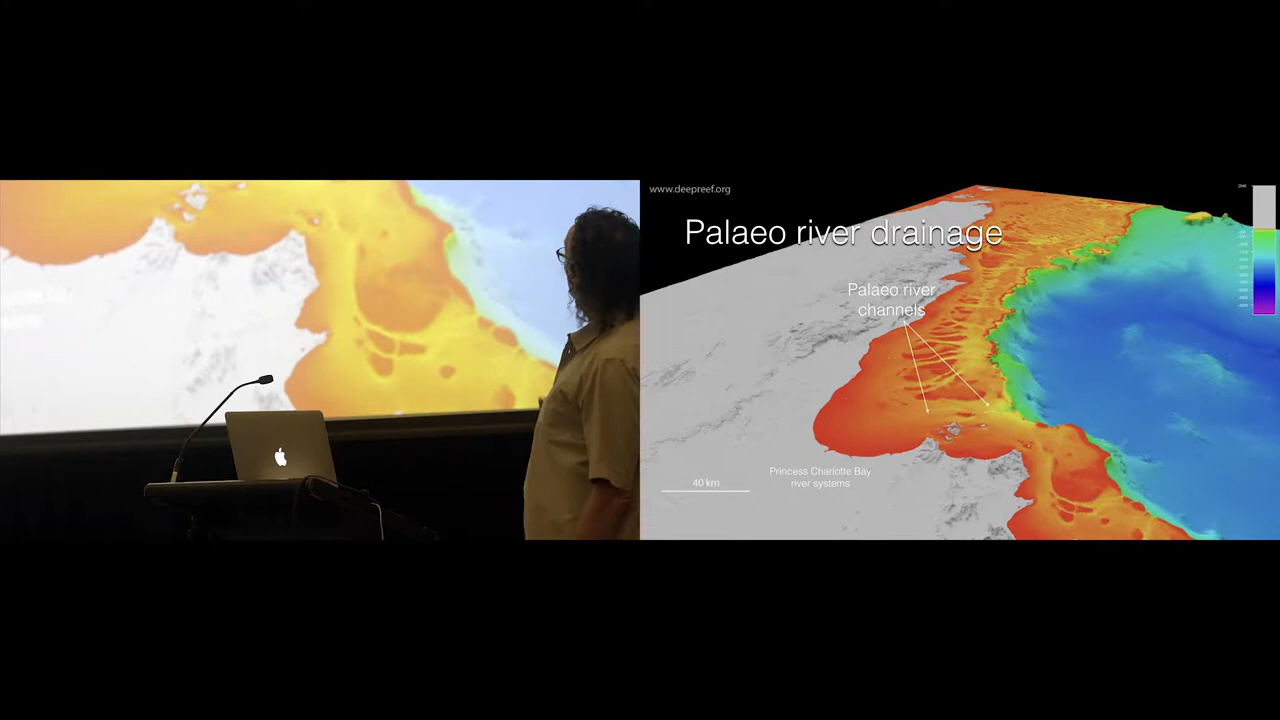 www.deepreef.org
Palaeo river drainage
Palaeo river
channels
Princess Charlotte Bay
river systems
40 km